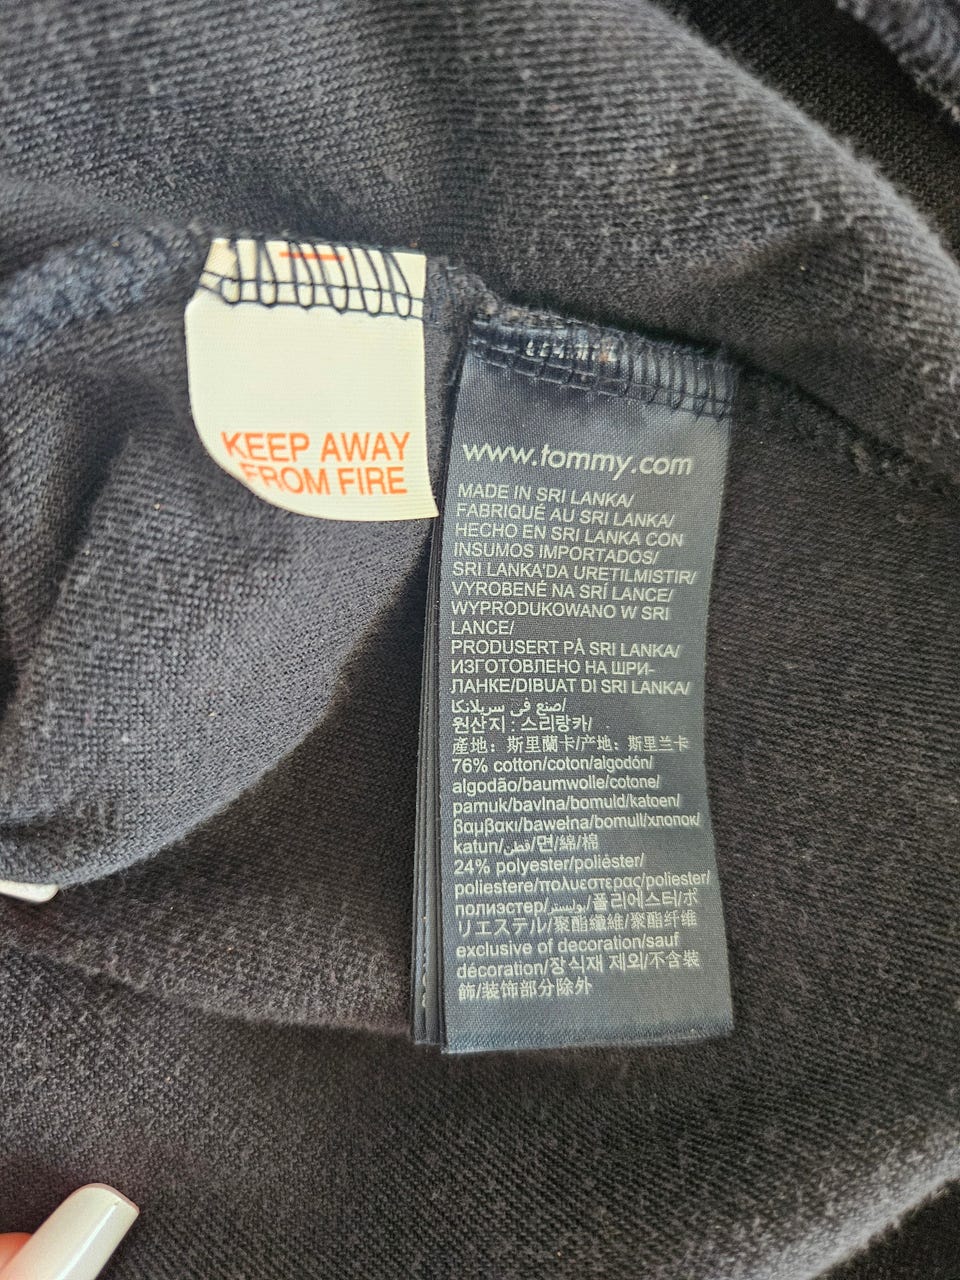 KEEP AWAY
FROM FIRE
www.tommy.com
MADE IN SRI LANKA/
FABRIQUÉ AU SRI LANKA/
HECHO EN SRI LANKA CON
INSUMOS IMPORTADOS/
SRI LANKA'DA URETILMISTIR/
VYROBENÉ NA SRÍ LANCE/
WYPRODUKOWANO W SRI
LANCE/
PRODUSERT PÅ SRI LANKA/
ИЗГОТОВЛЕНО НА ШРИ-
ЛАНКЕ/DIBUAT DI SRI LANKA/
صنع في سريلانكا/
원산지 : 스리랑카/
產地：斯里蘭卡/产地：斯里兰卡
76% cotton/coton/algodón/
algodão/baumwolle/cotone/
pamuk/bavlna/bomuld/katoen/
βαμβακι/bawełna/bomull/хлопок/
katun/قطن/면/綿/棉
24% polyester/poliéster/
poliestere/πολυεστερας/poliester/
полиэстер/بوليستر/폴리에스터/ポ
リエステル/聚酯纖維/聚酯纤维
exclusive of decoration/sauf
décoration/장식재 제외/不含裝
飾/装饰部分除外